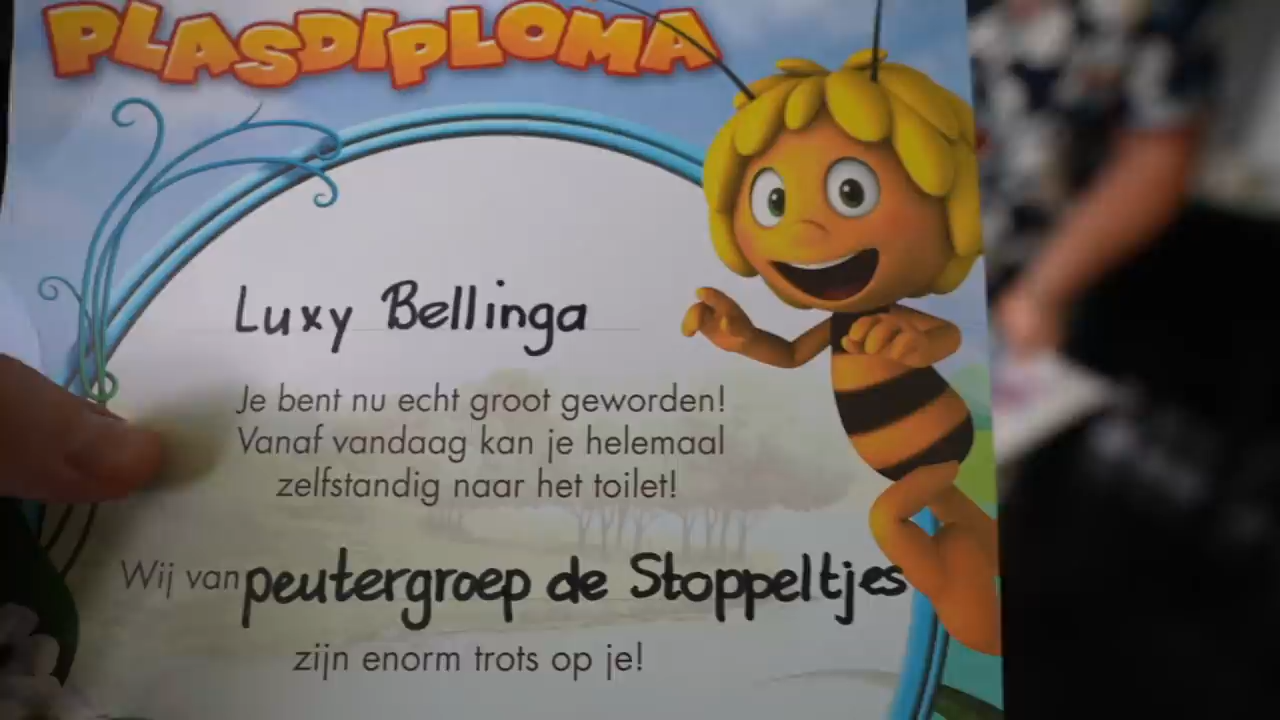 PLASDIPLOMA
Luxy Bellinga
Je bent nu echt groot geworden!
Vanaf vandaag kan je helemaal
zelfstandig naar het toilet!
Wij van peutergroep de Stoppeltjes
zijn enorm trots op je!